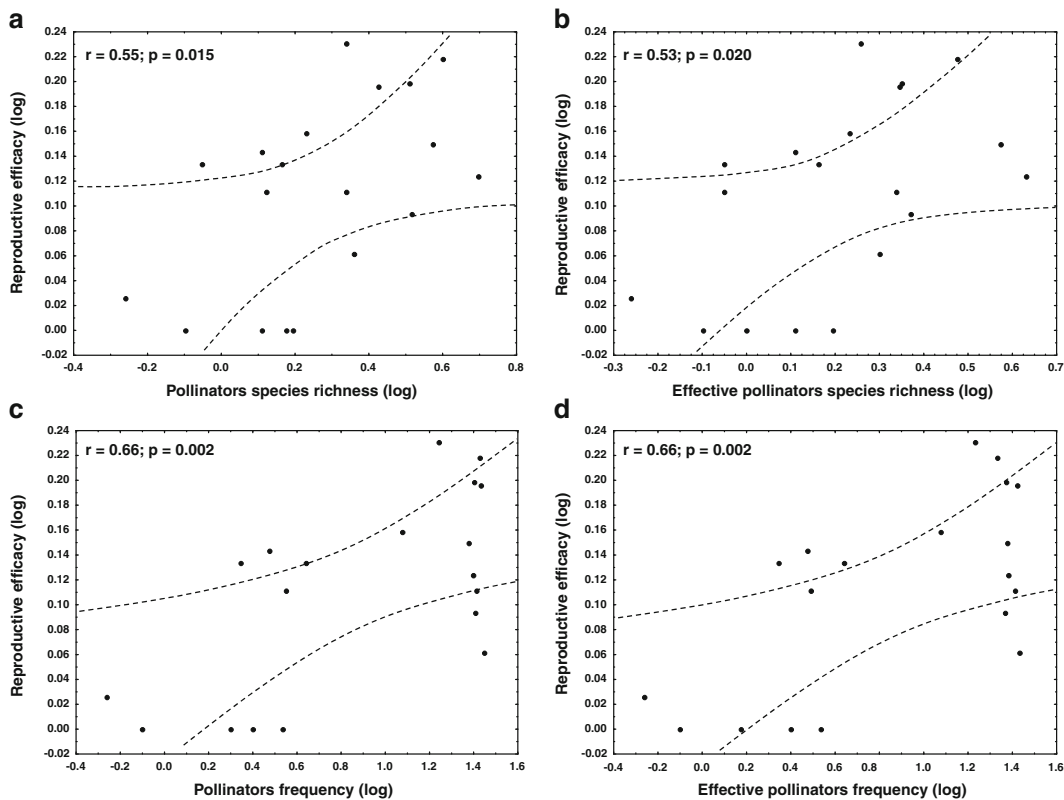 a
r = 0.55; p = 0.015
Reproductive efficacy (log)
0.24
0.22
0.20
0.18
0.16
0.14
0.12
0.10
0.08
0.06
0.04
0.02
0.00
-0.02
-0.4 -0.2 0.0 0.2 0.4 0.6 0.8
Pollinators species richness (log)
b
r = 0.53; p = 0.020
Reproductive efficacy (log)
0.24
0.22
0.20
0.18
0.16
0.14
0.12
0.10
0.08
0.06
0.04
0.02
0.00
-0.02
-0.3 -0.2 -0.1 0.0 0.1 0.2 0.3 0.4 0.5 0.6 0.7
Effective pollinators species richness (log)
c
r = 0.66; p = 0.002
Reproductive efficacy (log)
0.24
0.22
0.20
0.18
0.16
0.14
0.12
0.10
0.08
0.06
0.04
0.02
0.00
-0.02
-0.4 -0.2 0.0 0.2 0.4 0.6 0.8 1.0 1.2 1.4 1.6
Pollinators frequency (log)
d
r = 0.66; p = 0.002
Reproductive efficacy (log)
0.24
0.22
0.20
0.18
0.16
0.14
0.12
0.10
0.08
0.06
0.04
0.02
0.00
-0.02
-0.4 -0.2 0.0 0.2 0.4 0.6 0.8 1.0 1.2 1.4 1.6
Effective pollinators frequency (log)